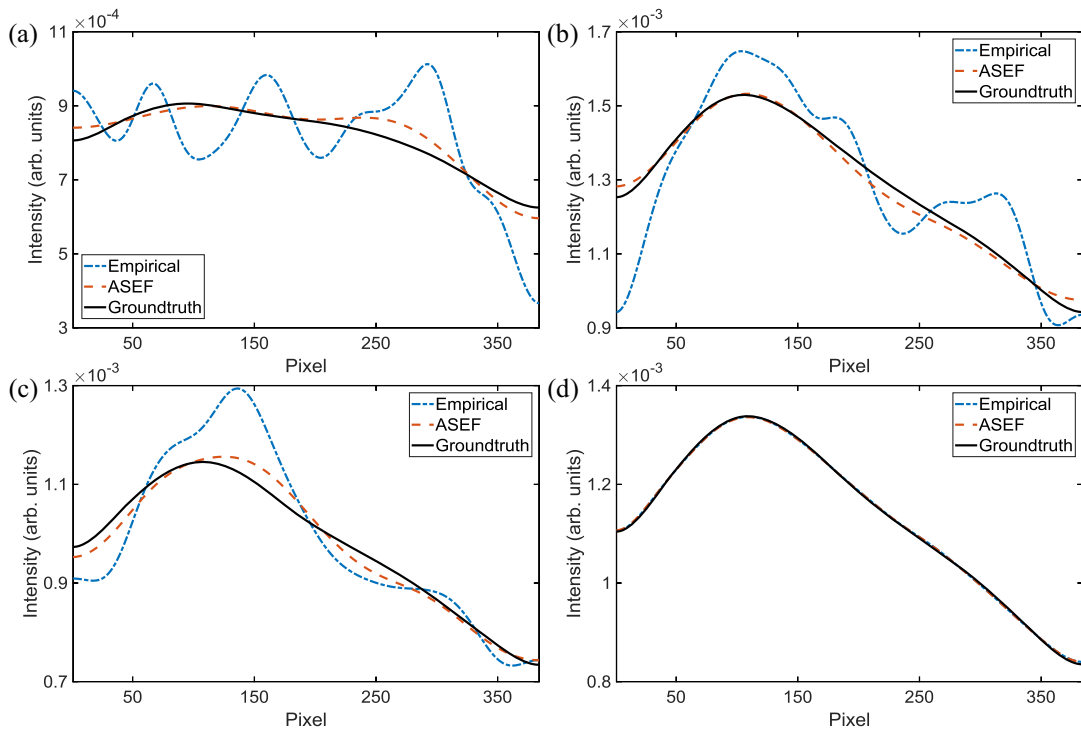 (a)
×10⁻⁴
11
9
7
5
3
Intensity (arb. units)
Empirical
ASEF
Groundtruth
50
150
250
350
Pixel
(b)
×10⁻³
1.7
1.5
1.3
1.1
0.9
Intensity (arb. units)
Empirical
ASEF
Groundtruth
50
150
250
350
Pixel
(c)
×10⁻³
1.3
1.1
0.9
0.7
Intensity (arb. units)
Empirical
ASEF
Groundtruth
50
150
250
350
Pixel
(d)
×10⁻³
1.4
1.2
1
0.8
Intensity (arb. units)
Empirical
ASEF
Groundtruth
50
150
250
350
Pixel